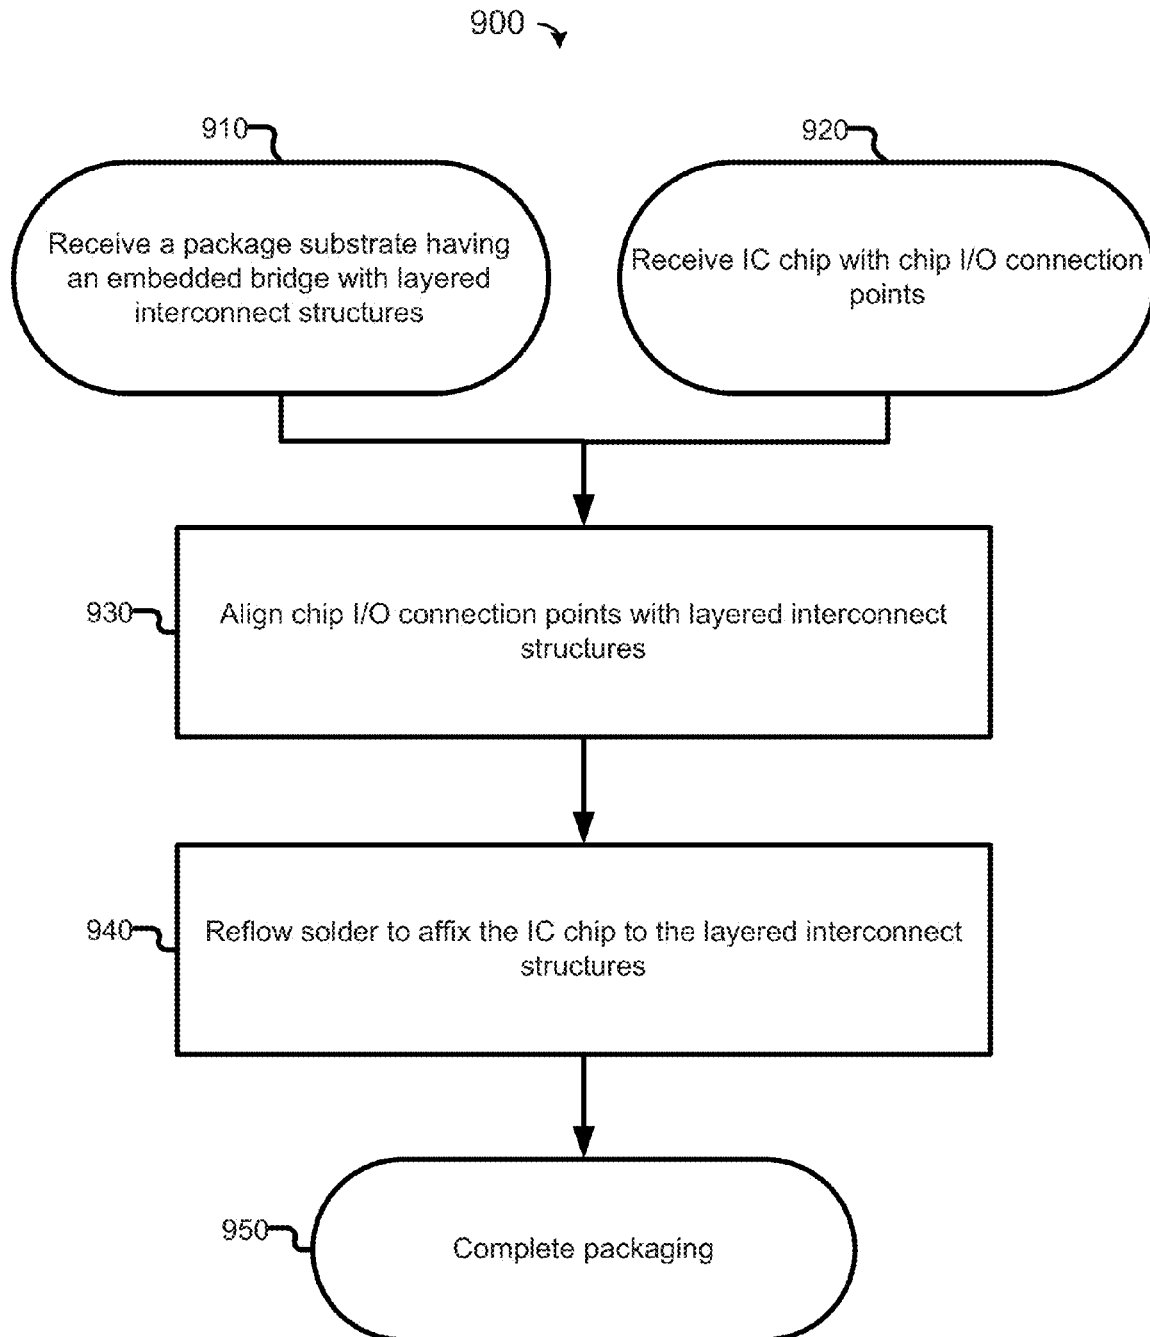 900
910
920
Receive a package substrate having
an embedded bridge with layered
interconnect structures
Receive IC chip with chip I/O connection
points
930
Align chip I/O connection points with layered interconnect
structures
940
Reflow solder to affix the IC chip to the layered interconnect
structures
950
Complete packaging